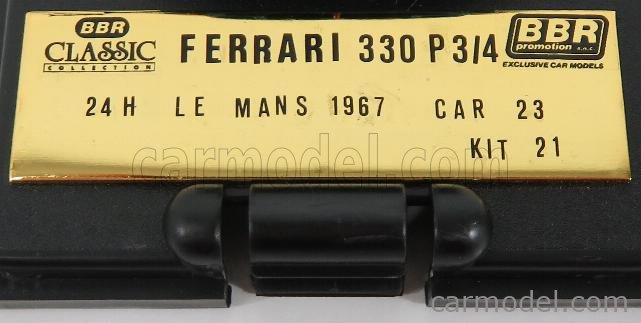 BBR
CLASSIC
COLLECTION
FERRARI 330 P3/4
BBR
promotion s.n.c.
EXCLUSIVE CAR MODELS
24H LE MANS 1967 CAR 23
KIT 21
carmodel.com
carmodel.com